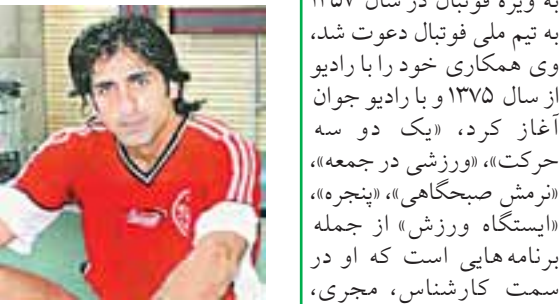 به ویژه فوتبال در سال ۱۳۵۷
به تیم ملی فوتبال دعوت شد،
وی همکاری خود را با رادیو
از سال ۱۳۷۵ و با رادیو جوان
آغاز کرد، «یک دو سه
حرکت»، «ورزشی در جمعه»،
«نرمش صبحگاهی»، «پنجره»،
«ایستگاه ورزش» از جمله
برنامه‌هایی است که او در
سمت کارشناس، مجری،